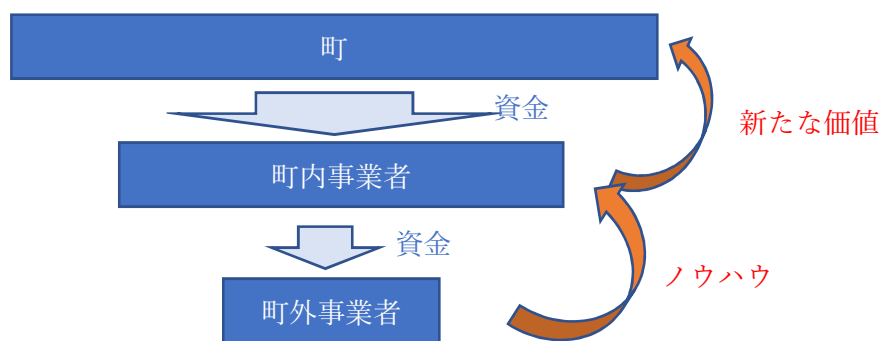 町
資金
新たな価値
町内事業者
資金
ノウハウ
町外事業者